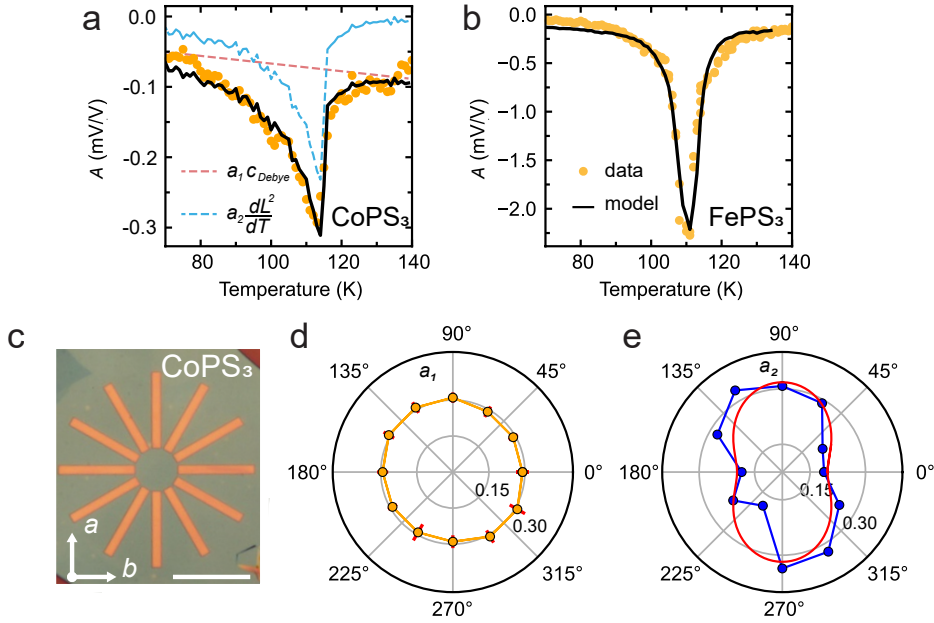 a
A (mV/V)
0.0
-0.1
-0.2
-0.3
a₁ c_Debye
a₂ dL²/dT
CoPS₃
80 100 120 140
Temperature (K)
b
A (mV/V)
0.0
−0.5
−1.0
−1.5
−2.0
data
model
FePS₃
80 100 120 140
Temperature (K)
c
CoPS₃
a
b
d
a₁
90°
135° 45°
180° 0°
0.15
0.30
225° 315°
270°
e
a₂
90°
135° 45°
180° 0°
0.15
0.30
225° 315°
270°